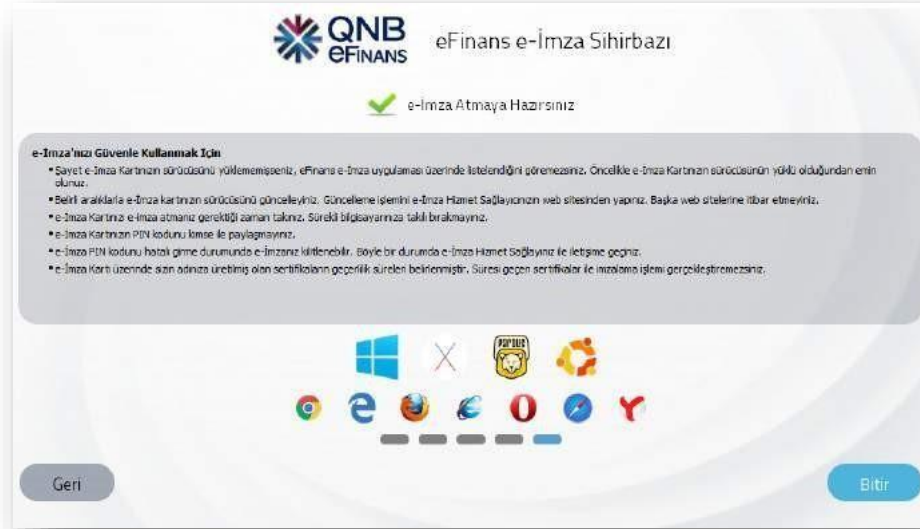 QNB
eFINANS
eFinans e-İmza Sihirbazı
e-İmza Atmaya Hazırsınız
e-İmza'nızı Güvenle Kullanmak İçin
• Şayet e-İmza Kartınızın sürücüsünü yüklememişseniz, eFinans e-İmza uygulaması üzerinde listelendiğini göremezsiniz. Öncelikle e-İmza Kartınızın sürücüsünün yüklü olduğundan emin
olunuz.
• Belirli aralıklarla e-İmza kartınızın sürücüsünü güncelleyiniz. Güncelleme işlemini e-İmza Hizmet Sağlayıcınızın web sitesinden yapınız. Başka web sitelerine itibar etmeyiniz.
• e-İmza Kartınızı e-imza atmanız gerektiği zaman takınız. Sürekli bilgisayarınıza takılı bırakmayınız.
• e-İmza Kartınızın PIN kodunu kimse ile paylaşmayınız.
• e-İmza PIN kodunu hatalı girme durumunda e-İmzanız kilitlenebilir. Böyle bir durumda e-İmza Hizmet Sağlayınız ile iletişime geçiniz.
• e-İmza Kartı üzerinde sizin adınıza üretilmiş olan sertifikaların geçerlilik süreleri belirlenmiştir. Süresi geçen sertifikalar ile imzalama işlemi gerçekleştiremezsiniz.
PARDUS
Geri
Bitir